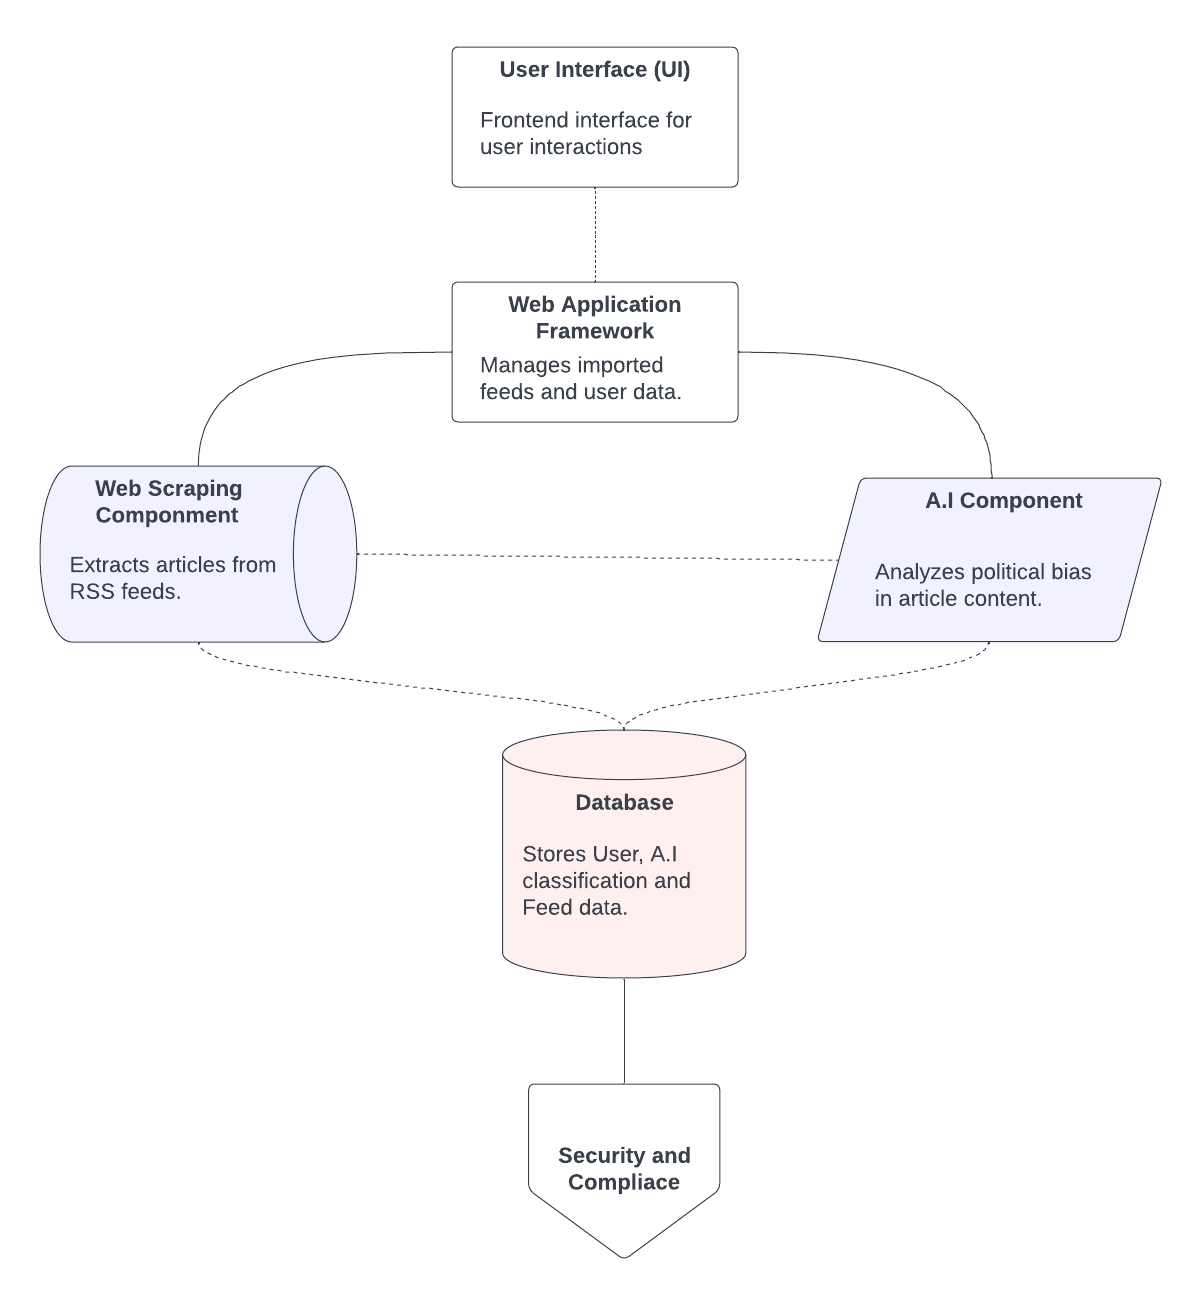 User Interface (UI)
Frontend interface for
user interactions
Web Application
Framework
Manages imported
feeds and user data.
Web Scraping
Componment
Extracts articles from
RSS feeds.
A.I Component
Analyzes political bias
in article content.
Database
Stores User, A.I
classification and
Feed data.
Security and
Compliace